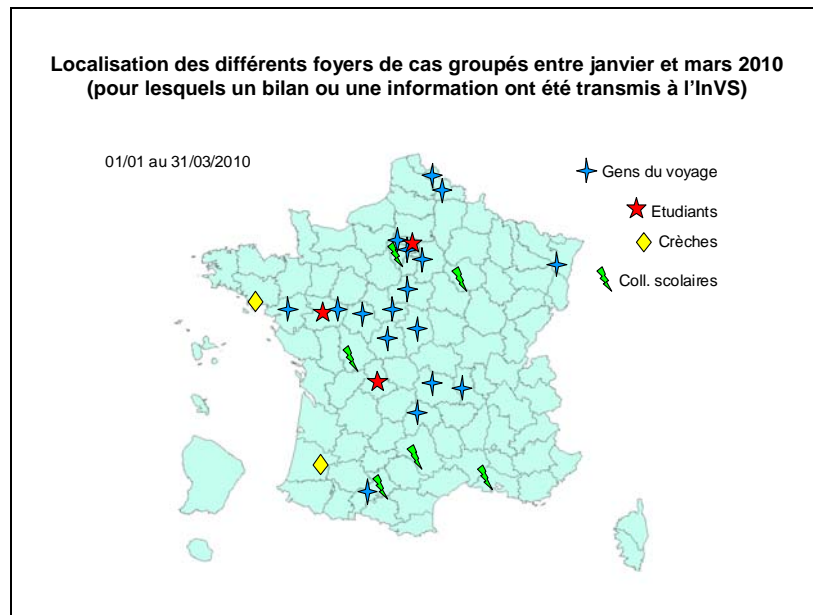 Localisation des différents foyers de cas groupés entre janvier et mars 2010
(pour lesquels un bilan ou une information ont été transmis à l'InVS)
01/01 au 31/03/2010
Gens du voyage
Etudiants
Crèches
Coll. scolaires